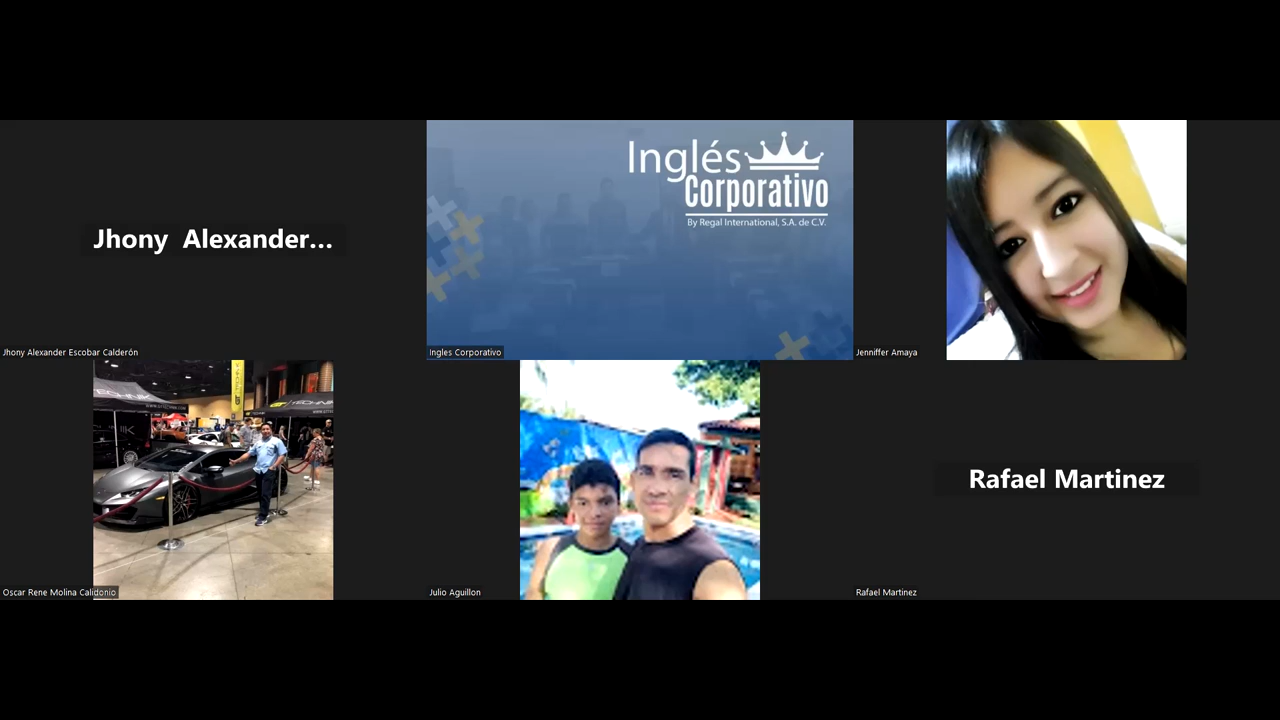 Jhony Alexander...
Jhony Alexander Escobar Calderón
Inglés
Corporativo
By Regal International, S.A. de C.V.
Ingles Corporativo
Jenniffer Amaya
Oscar Rene Molina Calidonio
Julio Aguillon
Rafael Martinez
Rafael Martinez